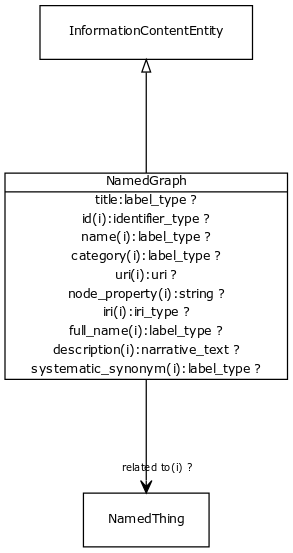 InformationContentEntity
NamedGraph
title:label_type ?
id(i):identifier_type ?
name(i):label_type ?
category(i):label_type ?
uri(i):uri ?
node_property(i):string ?
iri(i):iri_type ?
full_name(i):label_type ?
description(i):narrative_text ?
systematic_synonym(i):label_type ?
related to(i) ?
NamedThing